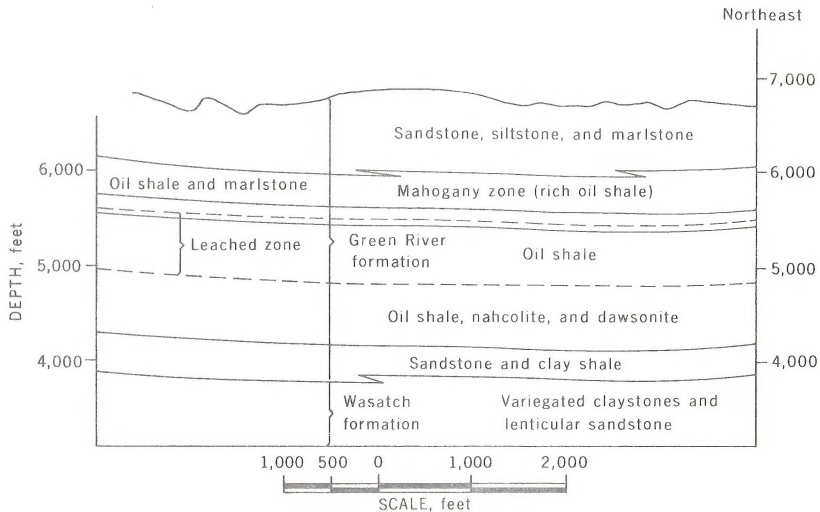 Northeast
7,000
Sandstone, siltstone, and marlstone
6,000
6,000
Oil shale and marlstone
Mahogany zone (rich oil shale)
Leached zone
Green River
formation
Oil shale
5,000
5,000
DEPTH, feet
Oil shale, nahcolite, and dawsonite
4,000
Sandstone and clay shale
4,000
Wasatch
formation
Variegated claystones and
lenticular sandstone
1,000 500 0 1,000 2,000
SCALE, feet